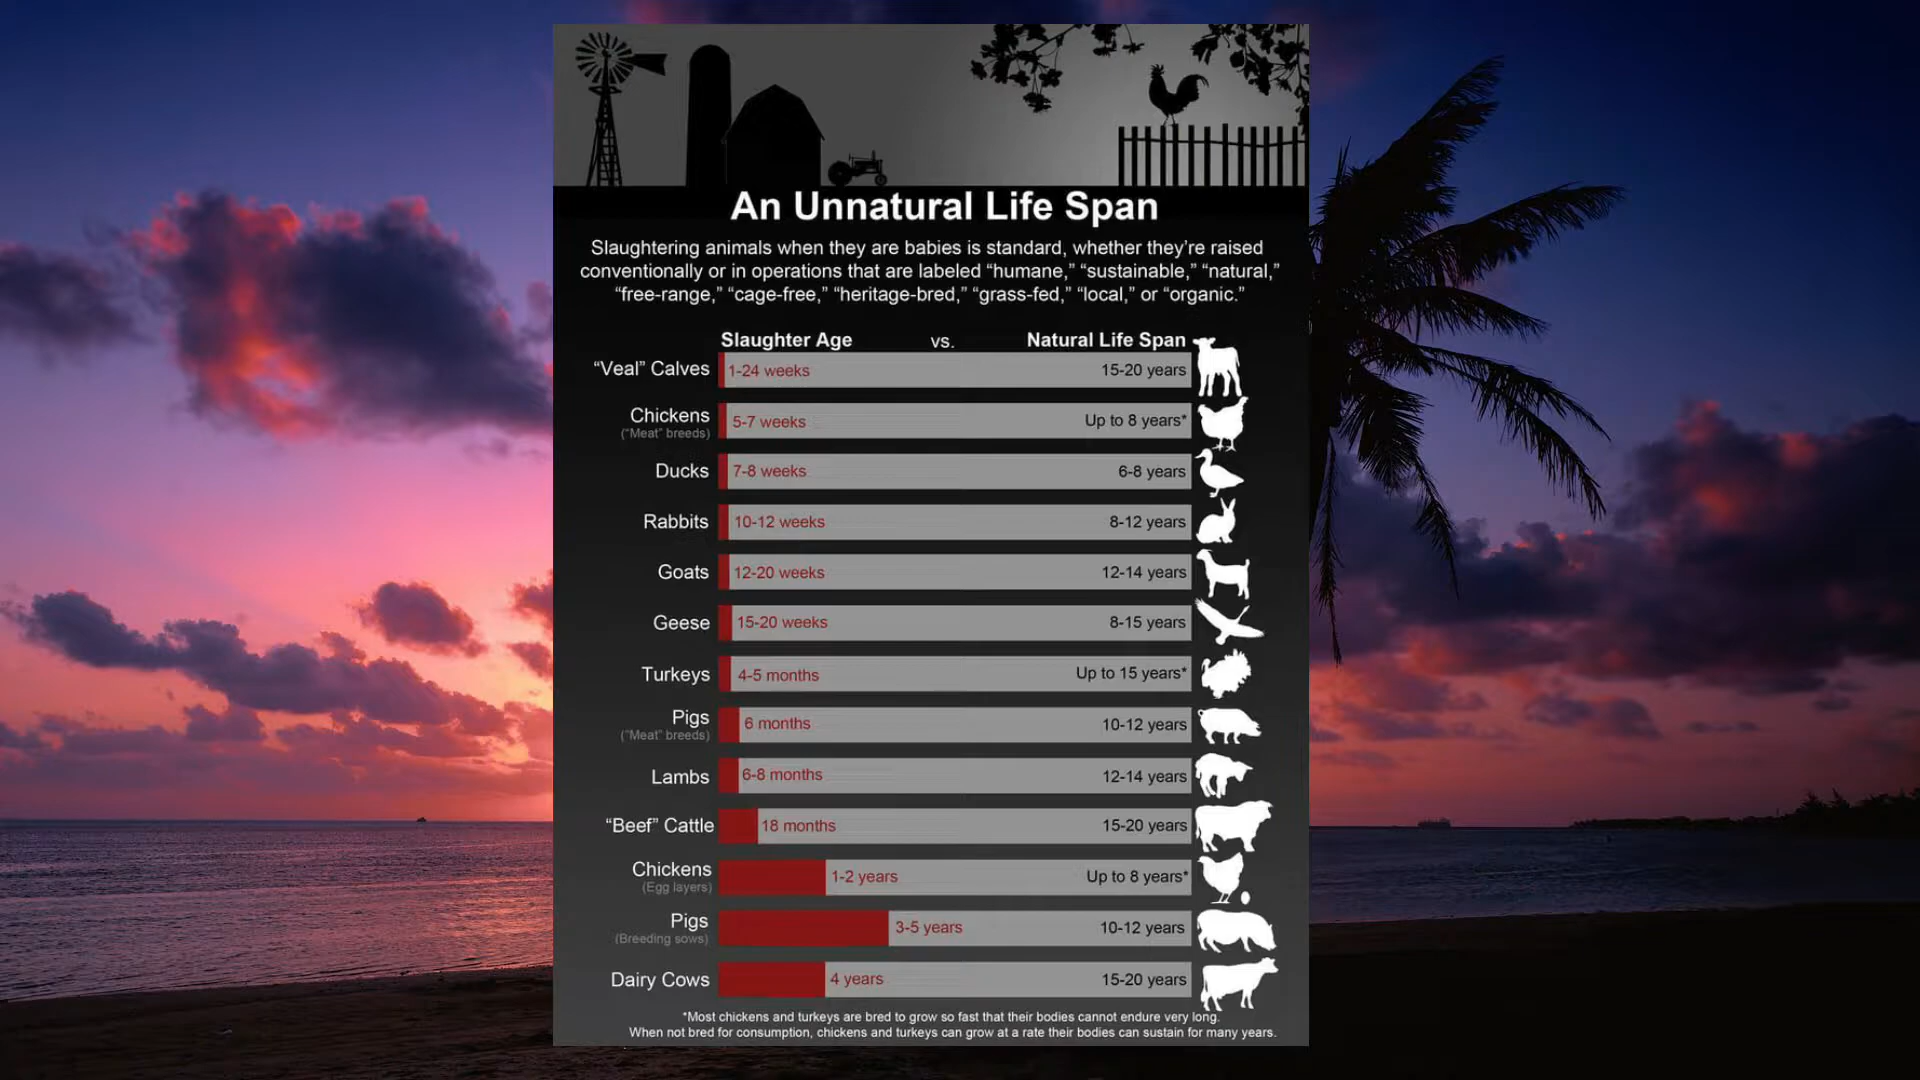 An Unnatural Life Span
Slaughtering animals when they are babies is standard, whether they’re raised
conventionally or in operations that are labeled “humane,” “sustainable,” “natural,”
“free-range,” “cage-free,” “heritage-bred,” “grass-fed,” “local,” or “organic.”
Slaughter Age vs. Natural Life Span
“Veal” Calves 1-24 weeks 15-20 years
Chickens 5-7 weeks Up to 8 years*
(“Meat” breeds)
Ducks 7-8 weeks 6-8 years
Rabbits 10-12 weeks 8-12 years
Goats 12-20 weeks 12-14 years
Geese 15-20 weeks 8-15 years
Turkeys 4-5 months Up to 15 years*
Pigs 6 months 10-12 years
(“Meat” breeds)
Lambs 6-8 months 12-14 years
“Beef” Cattle 18 months 15-20 years
Chickens 1-2 years Up to 8 years*
(Egg layers)
Pigs 3-5 years 10-12 years
(Breeding sows)
Dairy Cows 4 years 15-20 years
*Most chickens and turkeys are bred to grow so fast that their bodies cannot endure very long.
When not bred for consumption, chickens and turkeys can grow at a rate their bodies can sustain for many years.